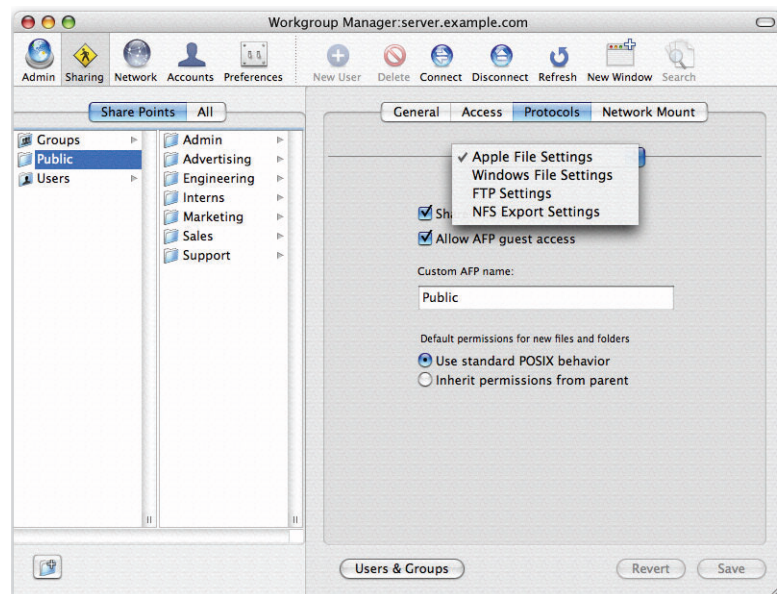 Workgroup Manager:server.example.com
Admin Sharing Network Accounts Preferences New User Delete Connect Disconnect Refresh New Window Search
Share Points All
Groups
Public
Users
Admin
Advertising
Engineering
Interns
Marketing
Sales
Support
General Access Protocols Network Mount
✓ Apple File Settings
Windows File Settings
FTP Settings
NFS Export Settings
Allow AFP guest access
Custom AFP name:
Public
Default permissions for new files and folders
Use standard POSIX behavior
Inherit permissions from parent
Users & Groups Revert Save